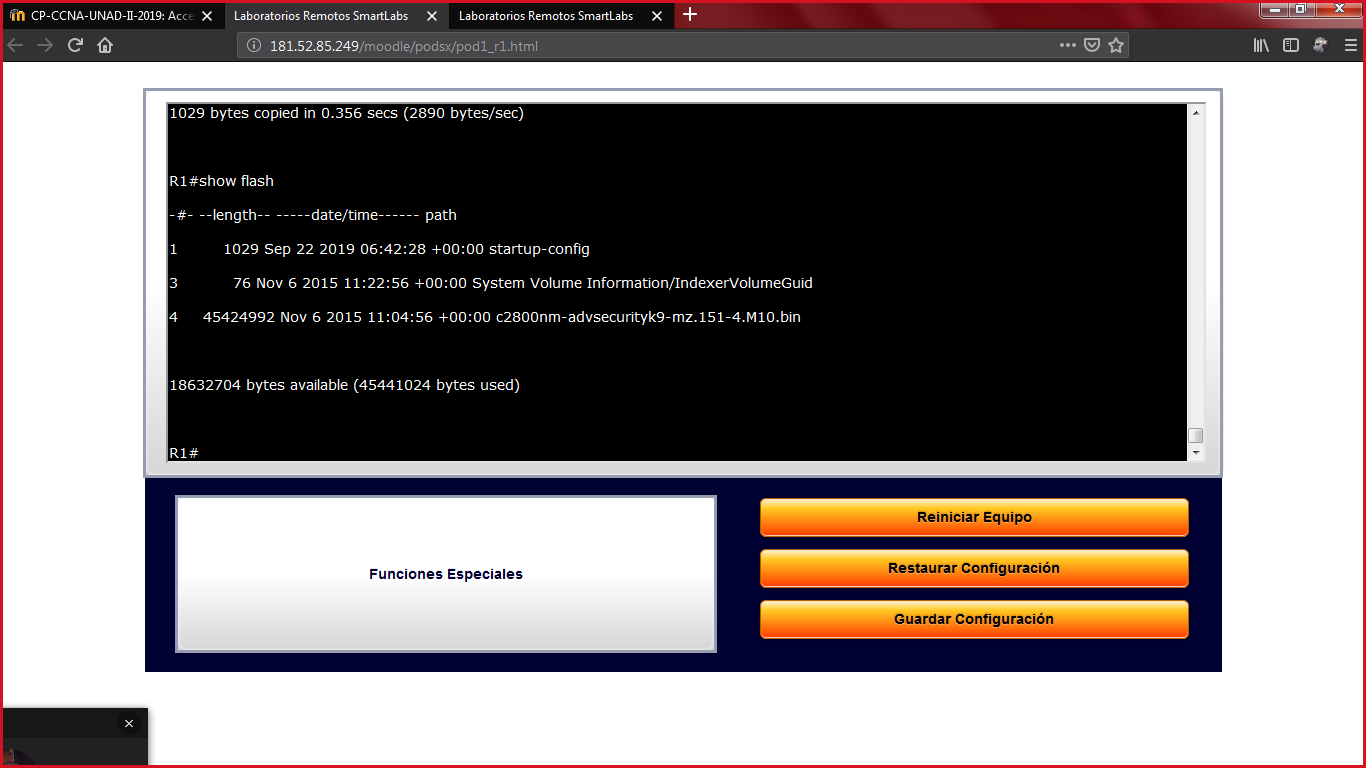 CP-CCNA-UNAD-II-2019: Acce
Laboratorios Remotos SmartLabs
Laboratorios Remotos SmartLabs
181.52.85.249/moodle/podsx/pod1_r1.html
1029 bytes copied in 0.356 secs (2890 bytes/sec)
R1#show flash
-#- --length-- -----date/time------ path
1 1029 Sep 22 2019 06:42:28 +00:00 startup-config
3 76 Nov 6 2015 11:22:56 +00:00 System Volume Information/IndexerVolumeGuid
4 45424992 Nov 6 2015 11:04:56 +00:00 c2800nm-advsecurityk9-mz.151-4.M10.bin
18632704 bytes available (45441024 bytes used)
R1#
Funciones Especiales
Reiniciar Equipo
Restaurar Configuración
Guardar Configuración